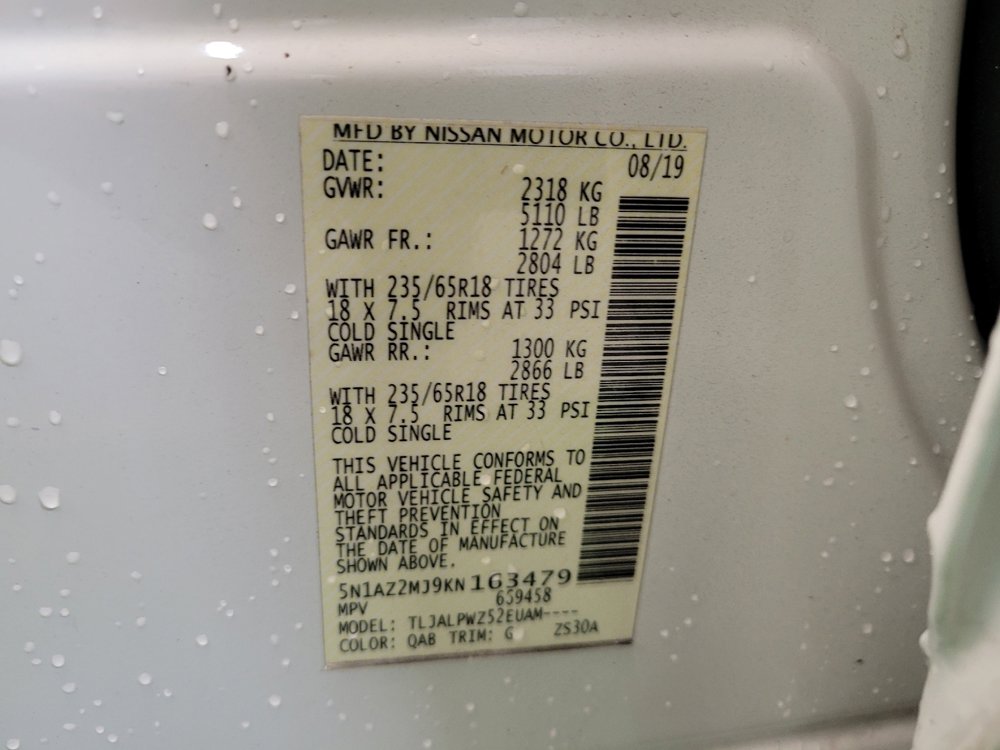 MFD BY NISSAN MOTOR CO., LTD.
DATE: 08/19
GVWR: 2318 KG
5110 LB
GAWR FR.: 1272 KG
2804 LB
WITH 235/65R18 TIRES
18 X 7.5 RIMS AT 33 PSI
COLD SINGLE
GAWR RR.: 1300 KG
2866 LB
WITH 235/65R18 TIRES
18 X 7.5 RIMS AT 33 PSI
COLD SINGLE
THIS VEHICLE CONFORMS TO
ALL APPLICABLE FEDERAL
MOTOR VEHICLE SAFETY AND
THEFT PREVENTION
STANDARDS IN EFFECT ON
THE DATE OF MANUFACTURE
SHOWN ABOVE.
5N1AZ2MJ9KN163479
MPV 659458
MODEL: TLJALPWZ52EUAM----
COLOR: QAB TRIM: G ZS30A